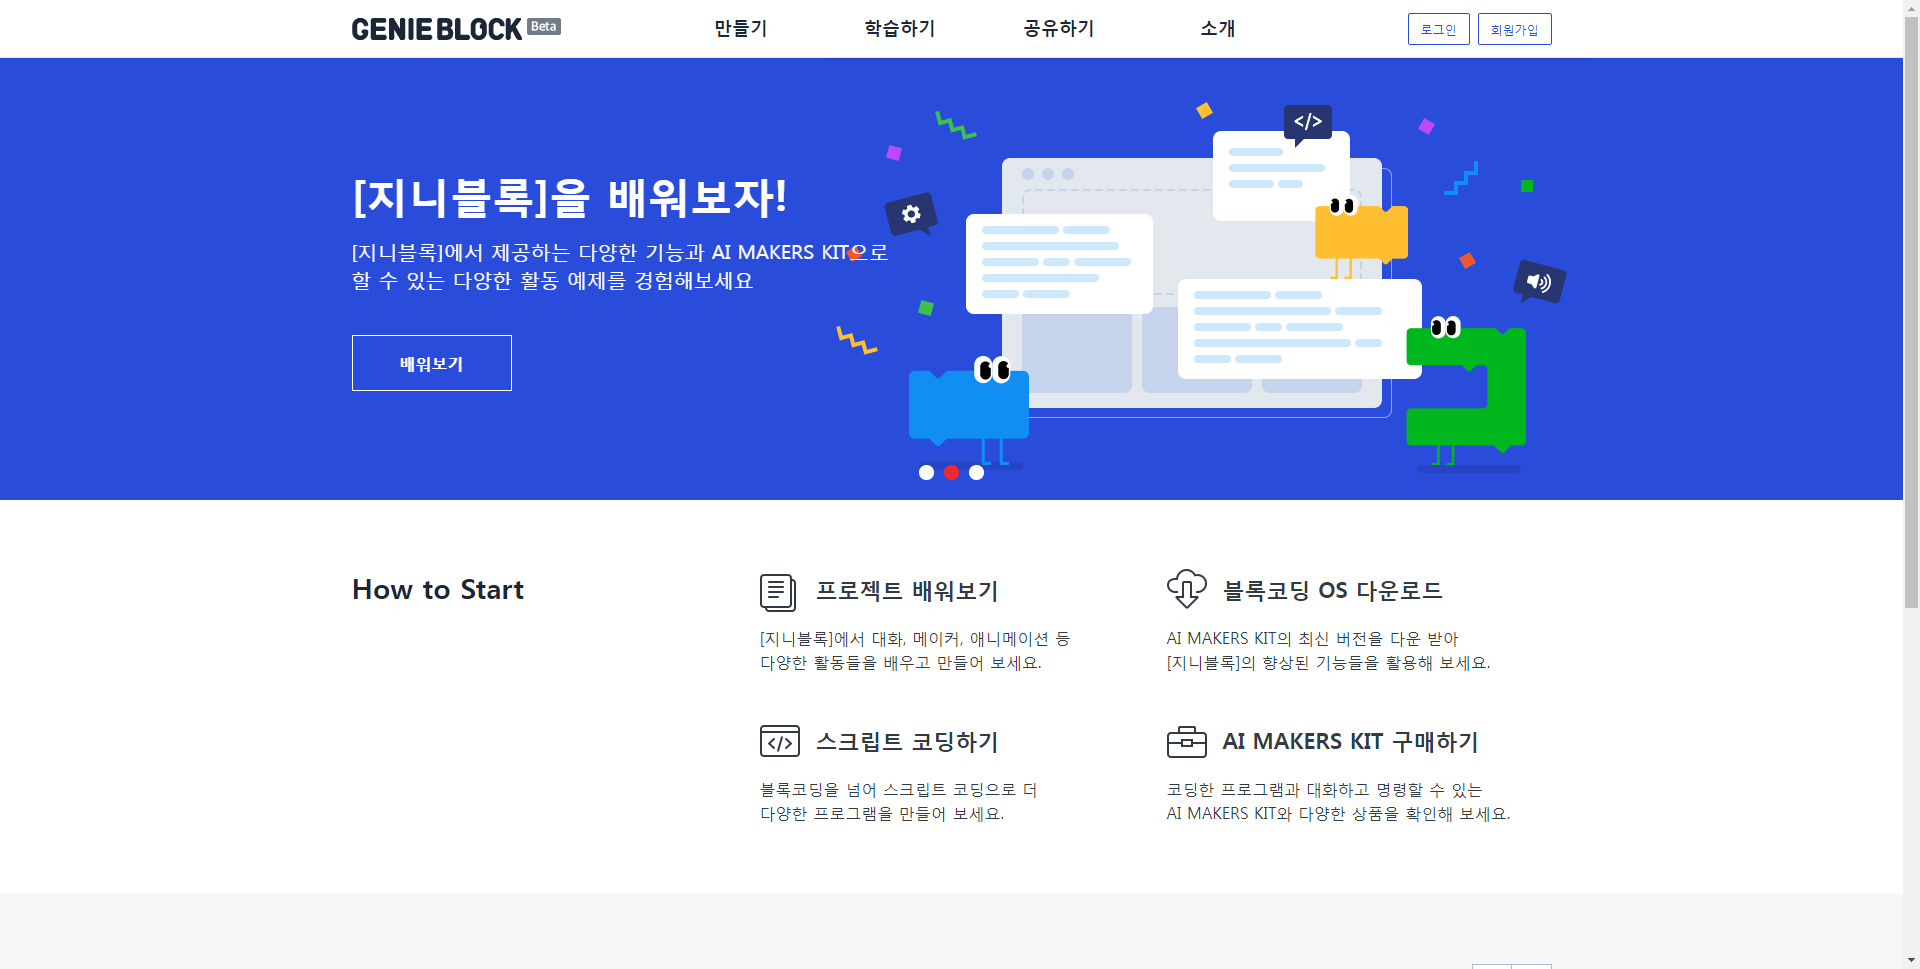 GENIEBLOCK Beta
만들기
학습하기
공유하기
소개
로그인
회원가입
</>
[지니블록]을 배워보자!
[지니블록]에서 제공하는 다양한 기능과 AI MAKERS KIT으로
할 수 있는 다양한 활동 예제를 경험해보세요
배워보기
How to Start
프로젝트 배워보기
[지니블록]에서 대화, 메이커, 애니메이션 등
다양한 활동들을 배우고 만들어 보세요.
블록코딩 OS 다운로드
AI MAKERS KIT의 최신 버전을 다운 받아
[지니블록]의 향상된 기능들을 활용해 보세요.
</>
스크립트 코딩하기
블록코딩을 넘어 스크립트 코딩으로 더
다양한 프로그램을 만들어 보세요.
AI MAKERS KIT 구매하기
코딩한 프로그램과 대화하고 명령할 수 있는
AI MAKERS KIT와 다양한 상품을 확인해 보세요.